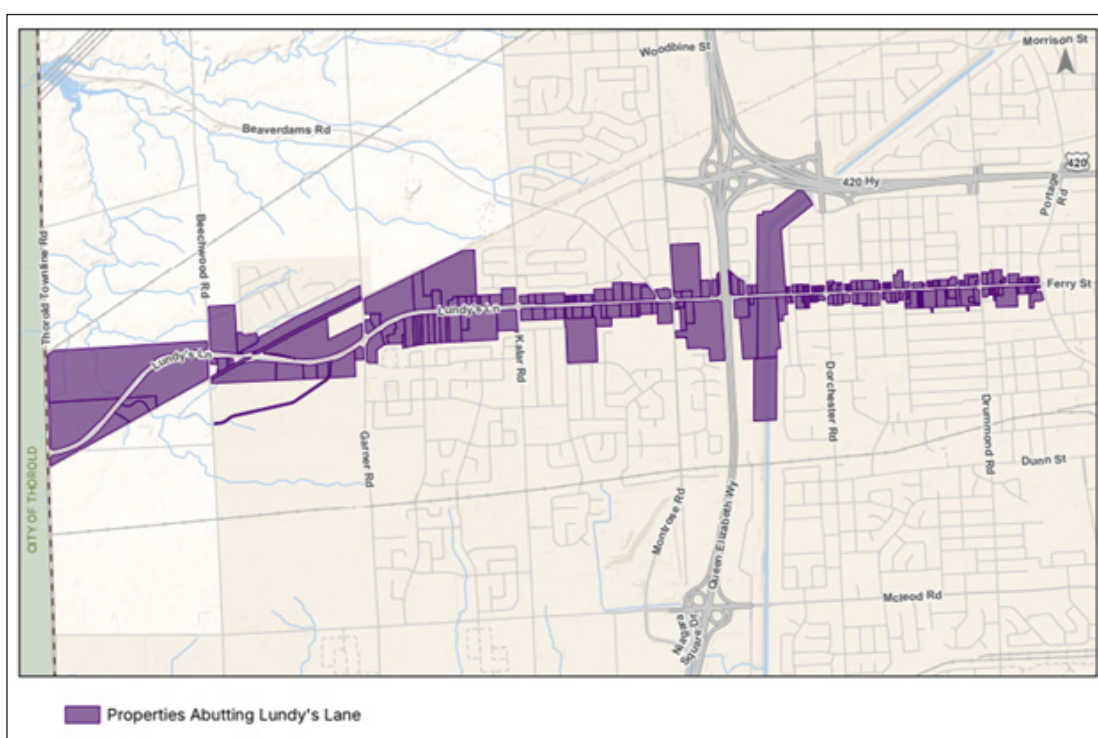 Woodbine St
Morrison St
Beaverdams Rd
420
420 Hy
Portage
Rd
Thorold Townline Rd
Beechwood Rd
Ferry St
Lundy's Ln
Lundy's Ln
Kalar Rd
Dorchester Rd
Drummond Rd
Garner Rd
Dunn St
CITY OF THOROLD
Montrose Rd
Queen Elizabeth Wy
Mcleod Rd
Niagara
Square Dr
Properties Abutting Lundy's Lane